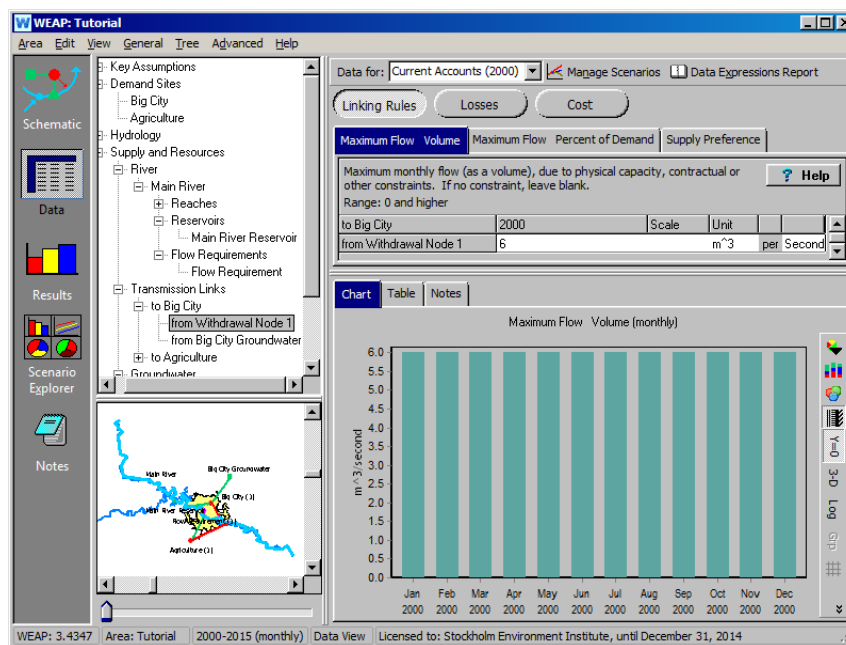 WEAP: Tutorial
Area Edit View General Tree Advanced Help
Schematic
Data
Results
Scenario
Explorer
Notes
Key Assumptions
Demand Sites
Big City
Agriculture
Hydrology
Supply and Resources
River
Main River
Reaches
Reservoirs
Main River Reservoir
Flow Requirements
Flow Requirement
Transmission Links
to Big City
from Withdrawal Node 1
from Big City Groundwater
to Agriculture
Groundwater
Main River
Big City Groundwater
Big City (1)
Main River Reservoir
Agriculture (1)
Data for: Current Accounts (2000) Manage Scenarios Data Expressions Report
Linking Rules Losses Cost
Maximum Flow Volume Maximum Flow Percent of Demand Supply Preference
Maximum monthly flow (as a volume), due to physical capacity, contractual or
other constraints. If no constraint, leave blank.
Range: 0 and higher
? Help
to Big City 2000 Scale Unit
from Withdrawal Node 1 6 m^3 per Second
Chart Table Notes
Maximum Flow Volume (monthly)
m^3/second
6.0
5.5
5.0
4.5
4.0
3.5
3.0
2.5
2.0
1.5
1.0
0.5
0.0
Jan Feb Mar Apr May Jun Jul Aug Sep Oct Nov Dec
2000 2000 2000 2000 2000 2000 2000 2000 2000 2000 2000 2000
Y=0
3-D
Log
WEAP: 3.4347 Area: Tutorial 2000-2015 (monthly) Data View Licensed to: Stockholm Environment Institute, until December 31, 2014